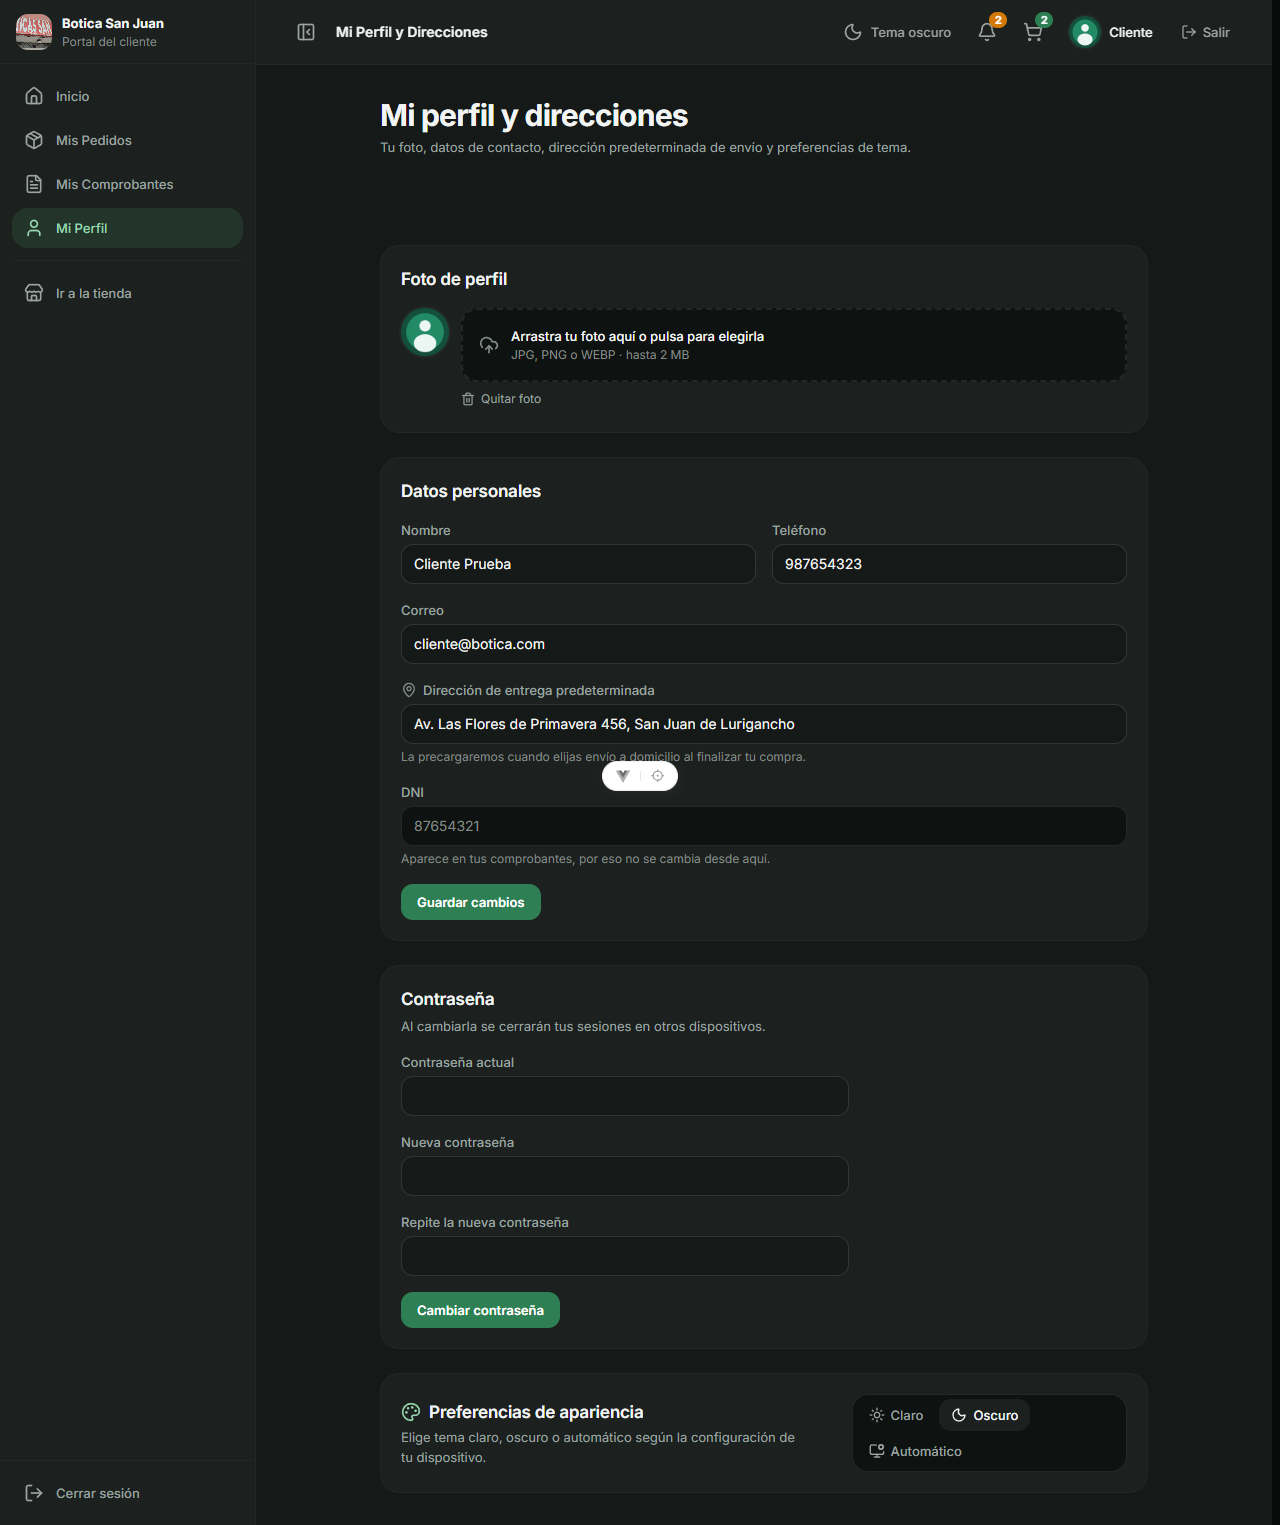 Botica San Juan
Portal del cliente
Inicio
Mis Pedidos
Mis Comprobantes
Mi Perfil
Ir a la tienda
Cerrar sesión
Mi Perfil y Direcciones
Tema oscuro
2
2
Cliente
Salir
Mi perfil y direcciones
Tu foto, datos de contacto, dirección predeterminada de envío y preferencias de tema.
Foto de perfil
Arrastra tu foto aquí o pulsa para elegirla
JPG, PNG o WEBP · hasta 2 MB
Quitar foto
Datos personales
Nombre
Teléfono
Cliente Prueba
987654323
Correo
cliente@botica.com
Dirección de entrega predeterminada
Av. Las Flores de Primavera 456, San Juan de Lurigancho
La precargaremos cuando elijas envío a domicilio al finalizar tu compra.
DNI
87654321
Aparece en tus comprobantes, por eso no se cambia desde aquí.
Guardar cambios
Contraseña
Al cambiarla se cerrarán tus sesiones en otros dispositivos.
Contraseña actual
Nueva contraseña
Repite la nueva contraseña
Cambiar contraseña
Preferencias de apariencia
Elige tema claro, oscuro o automático según la configuración de
tu dispositivo.
Claro
Oscuro
Automático